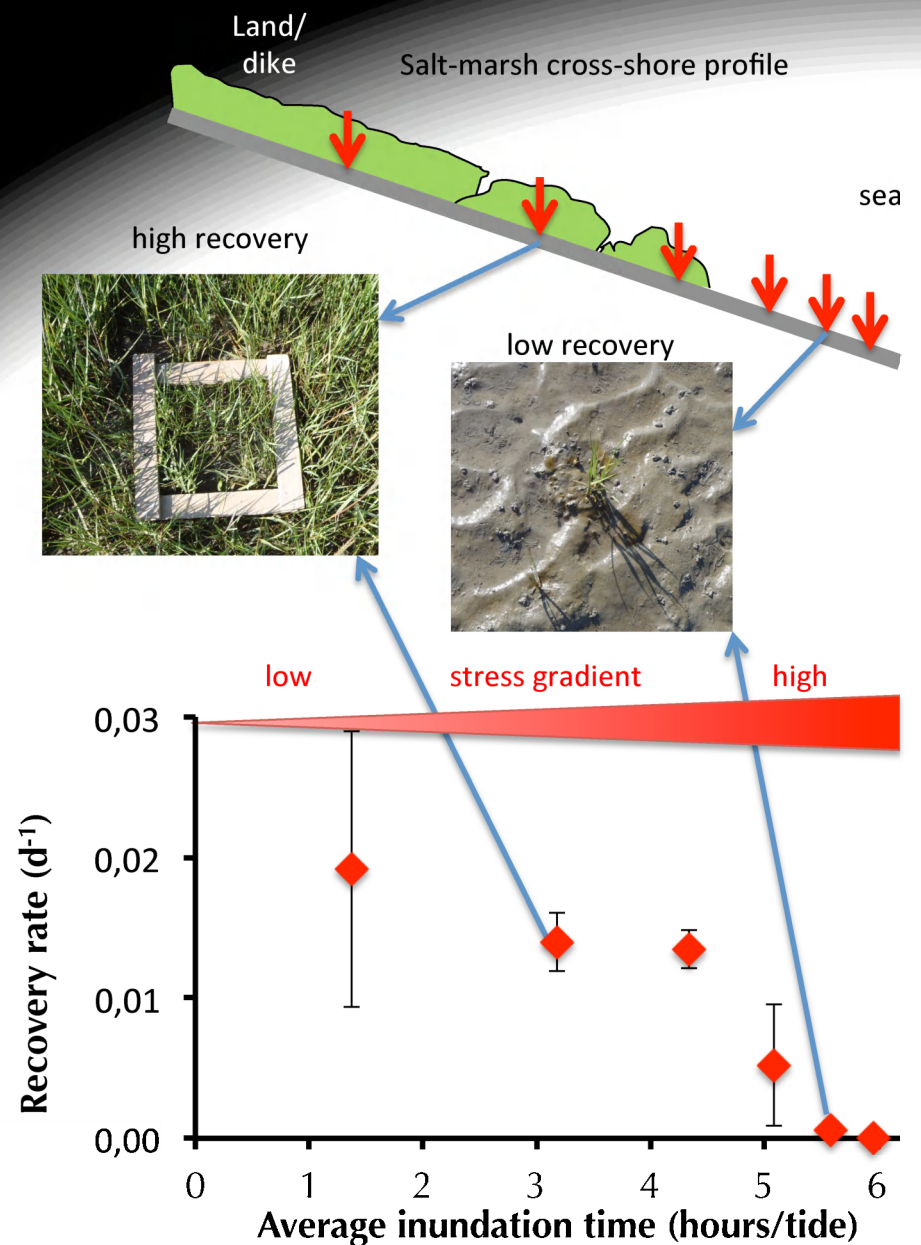 Land/
dike
Salt-marsh cross-shore profile
sea
high recovery
low recovery
low stress gradient high
0,03
0,02
0,01
0,00
Recovery rate (d⁻¹)
0 1 2 3 4 5 6
Average inundation time (hours/tide)